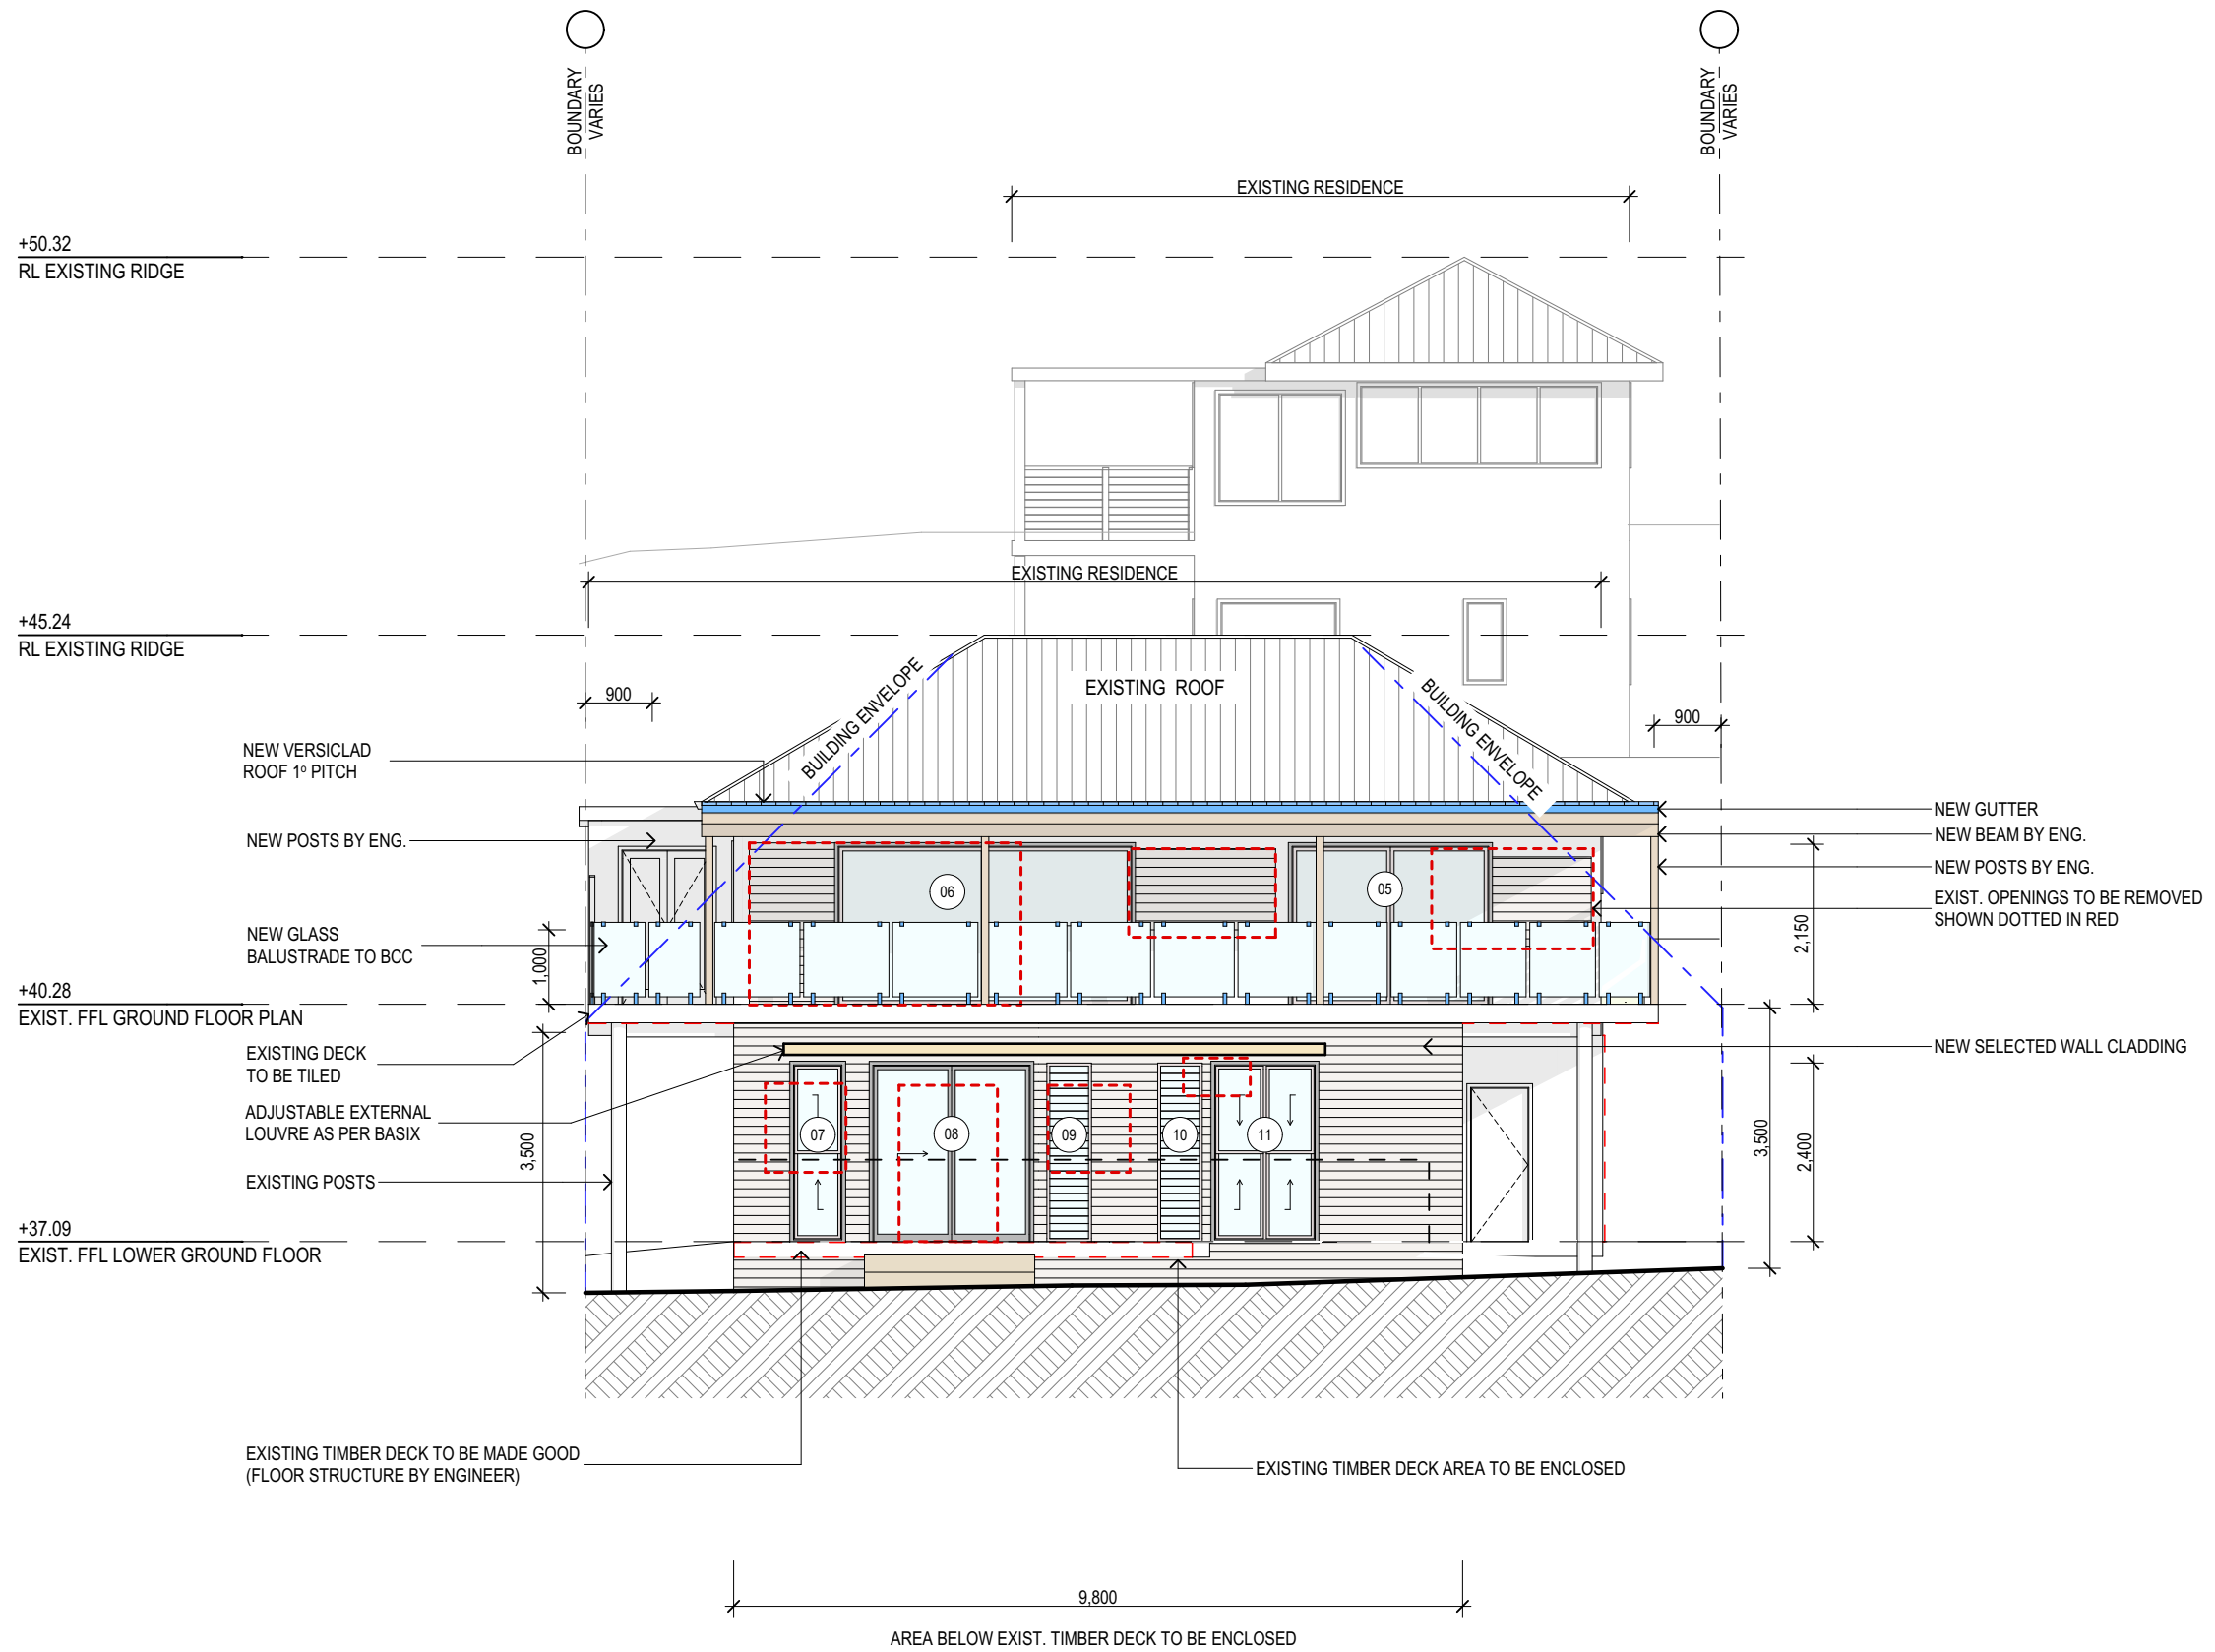 BOUNDARY
VARIES
BOUNDARY
VARIES
EXISTING RESIDENCE
+50.32
RL EXISTING RIDGE
EXISTING RESIDENCE
+45.24
RL EXISTING RIDGE
EXISTING ROOF
BUILDING ENVELOPE
BUILDING ENVELOPE
900
900
NEW VERSICLAD
ROOF 1º PITCH
NEW GUTTER
NEW POSTS BY ENG.
NEW BEAM BY ENG.
NEW POSTS BY ENG.
06
05
EXIST. OPENINGS TO BE REMOVED
SHOWN DOTTED IN RED
NEW GLASS
BALUSTRADE TO BCC
1,000
2,150
+40.28
EXIST. FFL GROUND FLOOR PLAN
EXISTING DECK
TO BE TILED
NEW SELECTED WALL CLADDING
ADJUSTABLE EXTERNAL
LOUVRE AS PER BASIX
07
08
09
10
11
3,500
3,500
2,400
EXISTING POSTS
+37.09
EXIST. FFL LOWER GROUND FLOOR
EXISTING TIMBER DECK TO BE MADE GOOD
(FLOOR STRUCTURE BY ENGINEER)
EXISTING TIMBER DECK AREA TO BE ENCLOSED
9,800
AREA BELOW EXIST. TIMBER DECK TO BE ENCLOSED